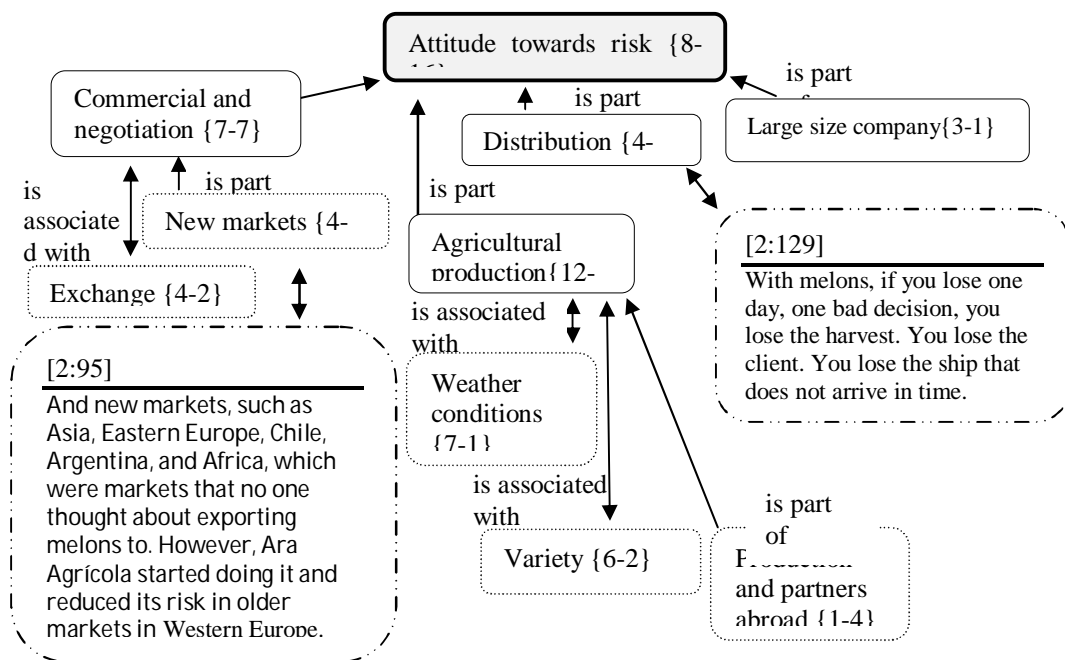 Attitude towards risk {8-
is part
Commercial and
negotiation {7-7}
is part
Distribution {4-
Large size company{3-1}
is
associate
d with
is part
New markets {4-
Exchange {4-2}
is part
Agricultural
production{12-
is associated
with
Weather
conditions
{7-1}
is associated
with
Variety {6-2}
is part
of
Production
and partners
abroad {1-4}
[2:129]
With melons, if you lose one
day, one bad decision, you
lose the harvest. You lose the
client. You lose the ship that
does not arrive in time.
[2:95]
And new markets, such as
Asia, Eastern Europe, Chile,
Argentina, and Africa, which
were markets that no one
thought about exporting
melons to. However, Ara
Agrícola started doing it and
reduced its risk in older
markets in Western Europe.